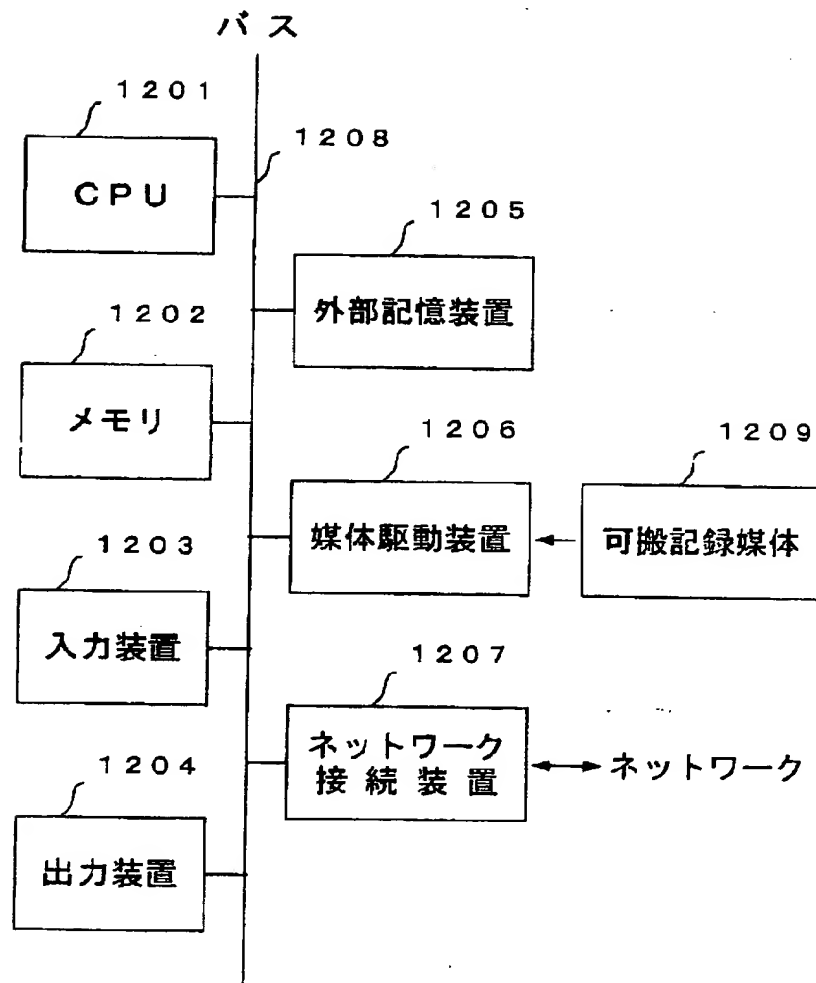 バス
1201
CPU
1208
1205
外部記憶装置
1202
メモリ
1206
媒体駆動装置
1209
可搬記録媒体
1203
入力装置
1207
ネットワーク
接続装置
ネットワーク
1204
出力装置